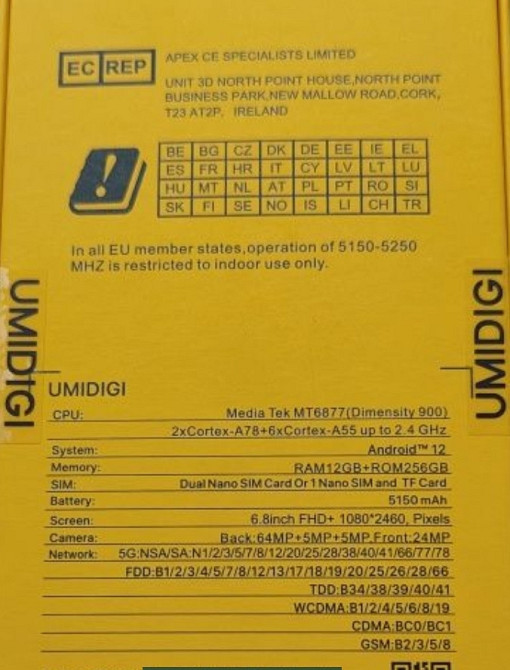 EC REP APEX CE SPECIALISTS LIMITED
UNIT 3D NORTH POINT HOUSE,NORTH POINT
BUSINESS PARK,NEW MALLOW ROAD,CORK,
T23 AT2P, IRELAND
BE BG CZ DK DE EE IE EL
ES FR HR IT CY LV LT LU
HU MT NL AT PL PT RO SI
SK FI SE NO IS LI CH TR
In all EU member states,operation of 5150-5250
MHZ is restricted to indoor use only.
UMIDIGI
UMIDIGI
UMIDIGI
CPU: Media Tek MT6877(Dimensity 900)
2xCortex-A78+6xCortex-A55 up to 2.4 GHz
System: Android™ 12
Memory: RAM12GB+ROM256GB
SIM: Dual Nano SIM Card Or 1 Nano SIM and TF Card
Battery: 5150 mAh
Screen: 6.8inch FHD+ 1080*2460, Pixels
Camera: Back:64MP+5MP+5MP,Front:24MP
Network: 5G:NSA/SA:N1/2/3/5/7/8/12/20/25/28/38/40/41/66/77/78
FDD:B1/2/3/4/5/7/8/12/13/17/18/19/20/25/26/28/66
TDD:B34/38/39/40/41
WCDMA:B1/2/4/5/6/8/19
CDMA:BC0/BC1
GSM:B2/3/5/8